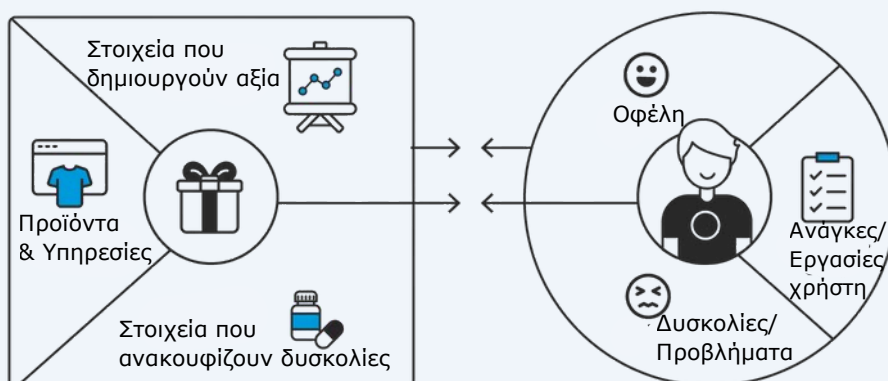 Στοιχεία που
δημιουργούν αξία
Προϊόντα
& Υπηρεσίες
Στοιχεία που
ανακουφίζουν δυσκολίες
Οφέλη
Ανάγκες/
Εργασίες
χρήστη
Δυσκολίες/
Προβλήματα